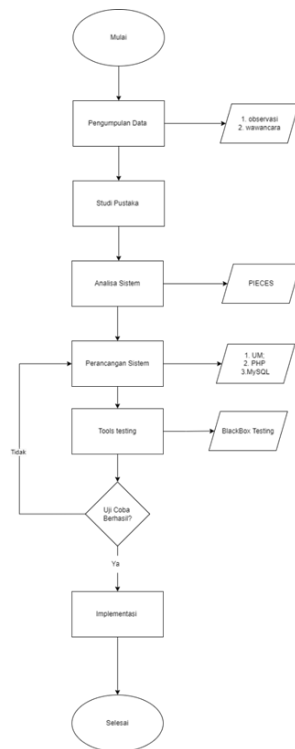 Mulai
Pengumpulan Data
1. observasi
2. wawancara
Studi Pustaka
Analisa Sistem
PIECES
Perancangan Sistem
1. UM;
2. PHP
3.MySQL
Tools testing
BlackBox Testing
Tidak
Uji Coba
Berhasil?
Ya
Implementasi
Selesai